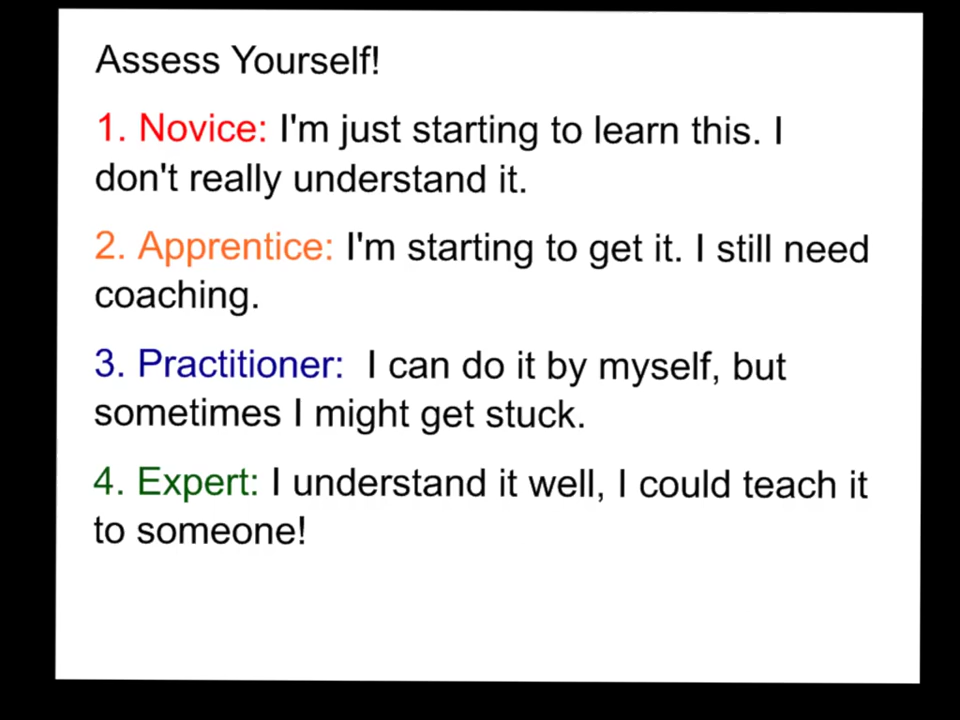 Assess Yourself!
1. Novice: I'm just starting to learn this. I
don't really understand it.
2. Apprentice: I'm starting to get it. I still need
coaching.
3. Practitioner: I can do it by myself, but
sometimes I might get stuck.
4. Expert: I understand it well, I could teach it
to someone!